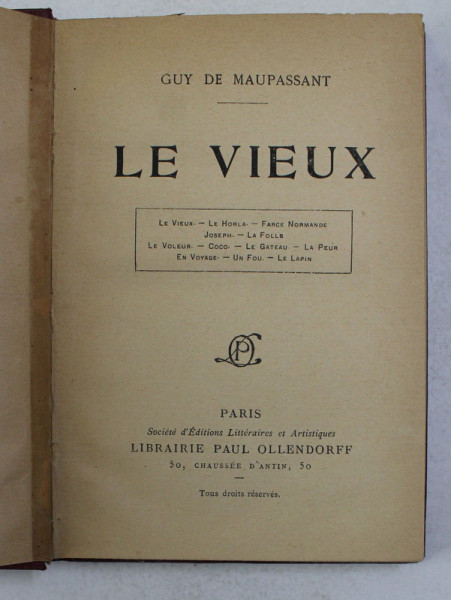 GUY DE MAUPASSANT
LE VIEUX
LE VIEUX. — LE HORLA. — FARCE NORMANDE
JOSEPH. — LA FOLLE
LE VOLEUR. — COCO. — LE GATEAU — LA PEUR
EN VOYAGE. — UN FOU. — LE LAPIN
PARIS
Société d'Éditions Littéraires et Artistiques
LIBRAIRIE PAUL OLLENDORFF
50, CHAUSSÉE D'ANTIN, 50
Tous droits réservés.